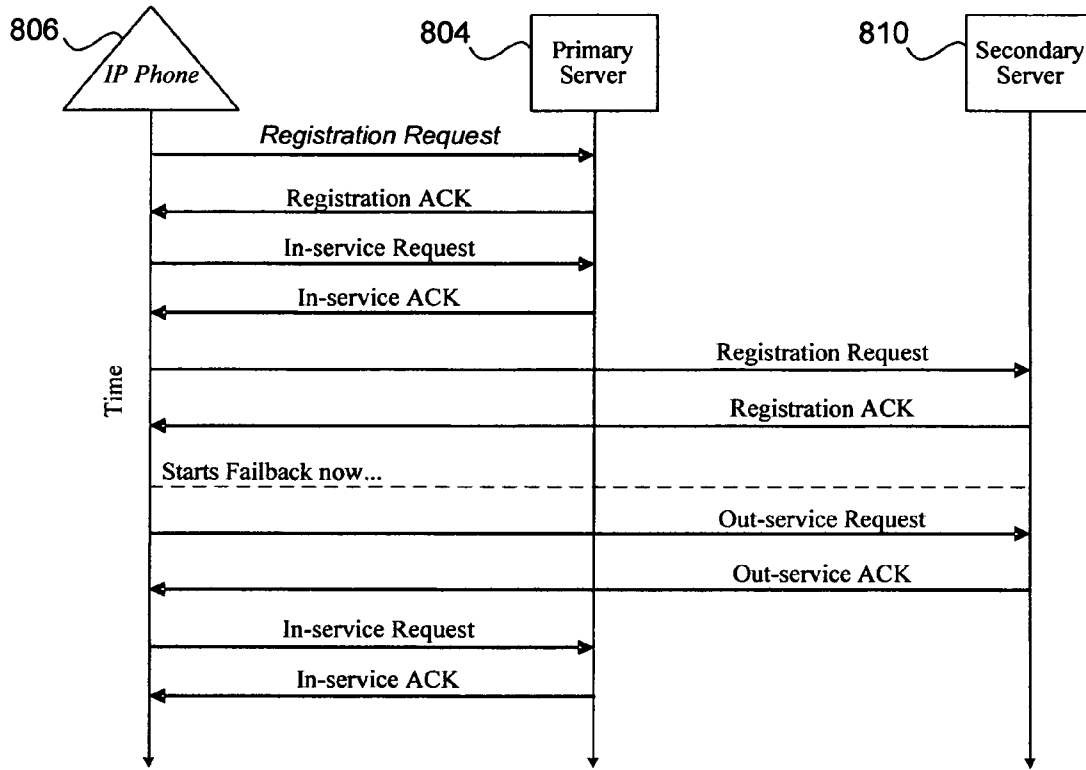 806
IP Phone
804
Primary
Server
810
Secondary
Server
Registration Request
Registration ACK
In-service Request
In-service ACK
Registration Request
Time
Registration ACK
Starts Failback now...
Out-service Request
Out-service ACK
In-service Request
In-service ACK